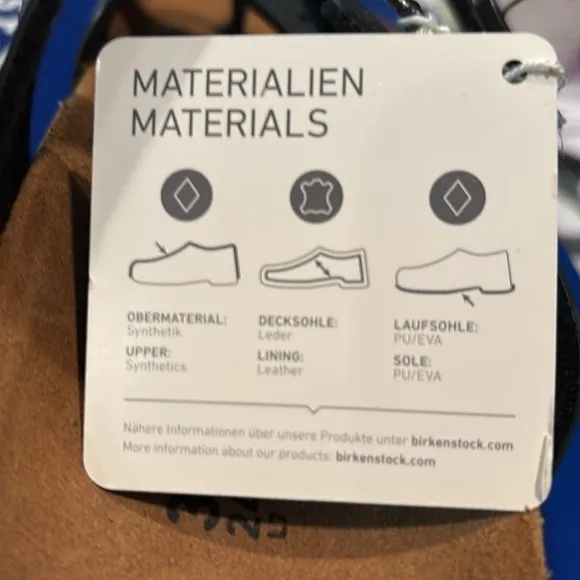 MATERIALIEN
MATERIALS
OBERMATERIAL:
Synthetik
UPPER:
Synthetics
DECKSOHLE:
Leder
LINING:
Leather
LAUFSOHLE:
PU/EVA
SOLE:
PU/EVA
Nähere Informationen über unsere Produkte unter birkenstock.com
More information about our products: birkenstock.com